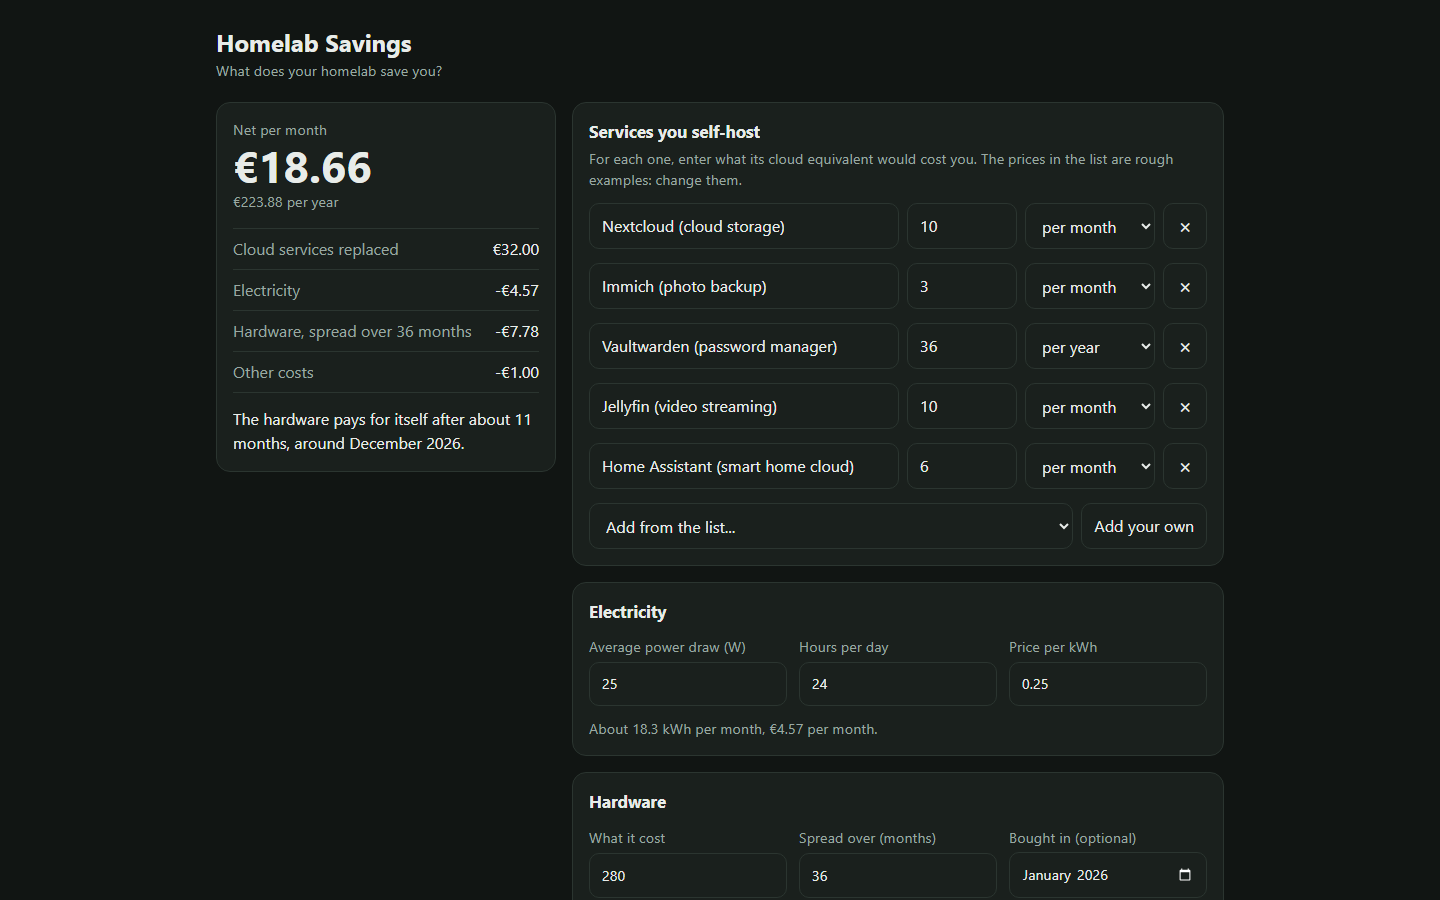 Homelab Savings
What does your homelab save you?
Net per month
€18.66
€223.88 per year
Cloud services replaced €32.00
Electricity -€4.57
Hardware, spread over 36 months -€7.78
Other costs -€1.00
The hardware pays for itself after about 11
months, around December 2026.
Services you self-host
For each one, enter what its cloud equivalent would cost you. The prices in the list are rough
examples: change them.
Nextcloud (cloud storage) 10 per month ×
Immich (photo backup) 3 per month ×
Vaultwarden (password manager) 36 per year ×
Jellyfin (video streaming) 10 per month ×
Home Assistant (smart home cloud) 6 per month ×
Add from the list... Add your own
Electricity
Average power draw (W) Hours per day Price per kWh
25 24 0.25
About 18.3 kWh per month, €4.57 per month.
Hardware
What it cost Spread over (months) Bought in (optional)
280 36 January 2026